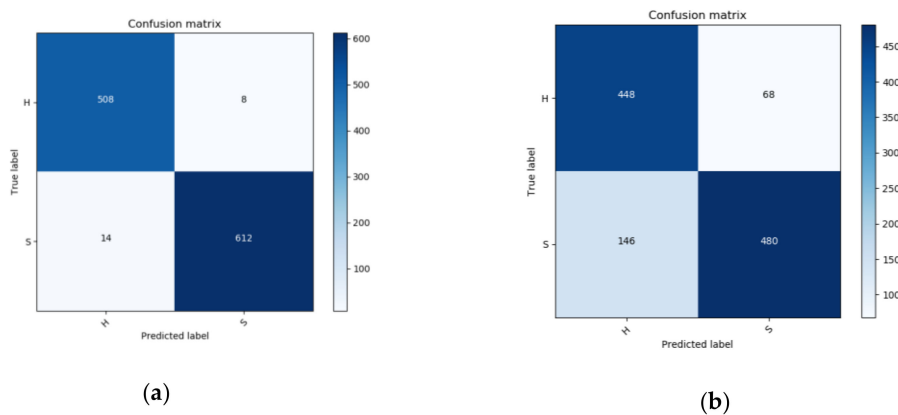 Confusion matrix
H
508
8
S
14
612
True label
H
S
Predicted label
600
500
400
300
200
100
(a)
Confusion matrix
H
448
68
S
146
480
True label
H
S
Predicted label
450
400
350
300
250
200
150
100
(b)